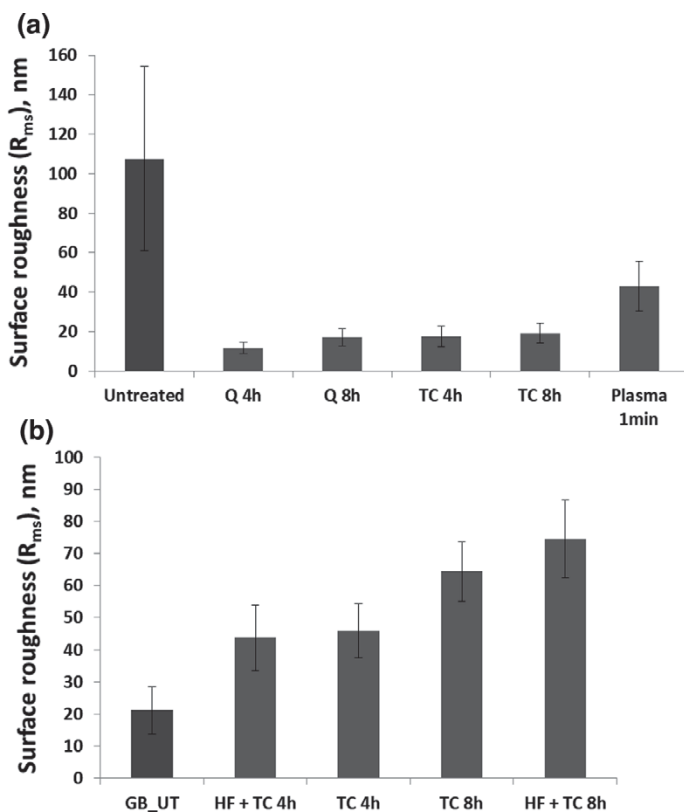 (a)
Surface roughness (Rms), nm
160
140
120
100
80
60
40
20
0
Untreated Q 4h Q 8h TC 4h TC 8h Plasma
1min
(b)
Surface roughness (Rms), nm
100
90
80
70
60
50
40
30
20
10
0
GB_UT HF + TC 4h TC 4h TC 8h HF + TC 8h